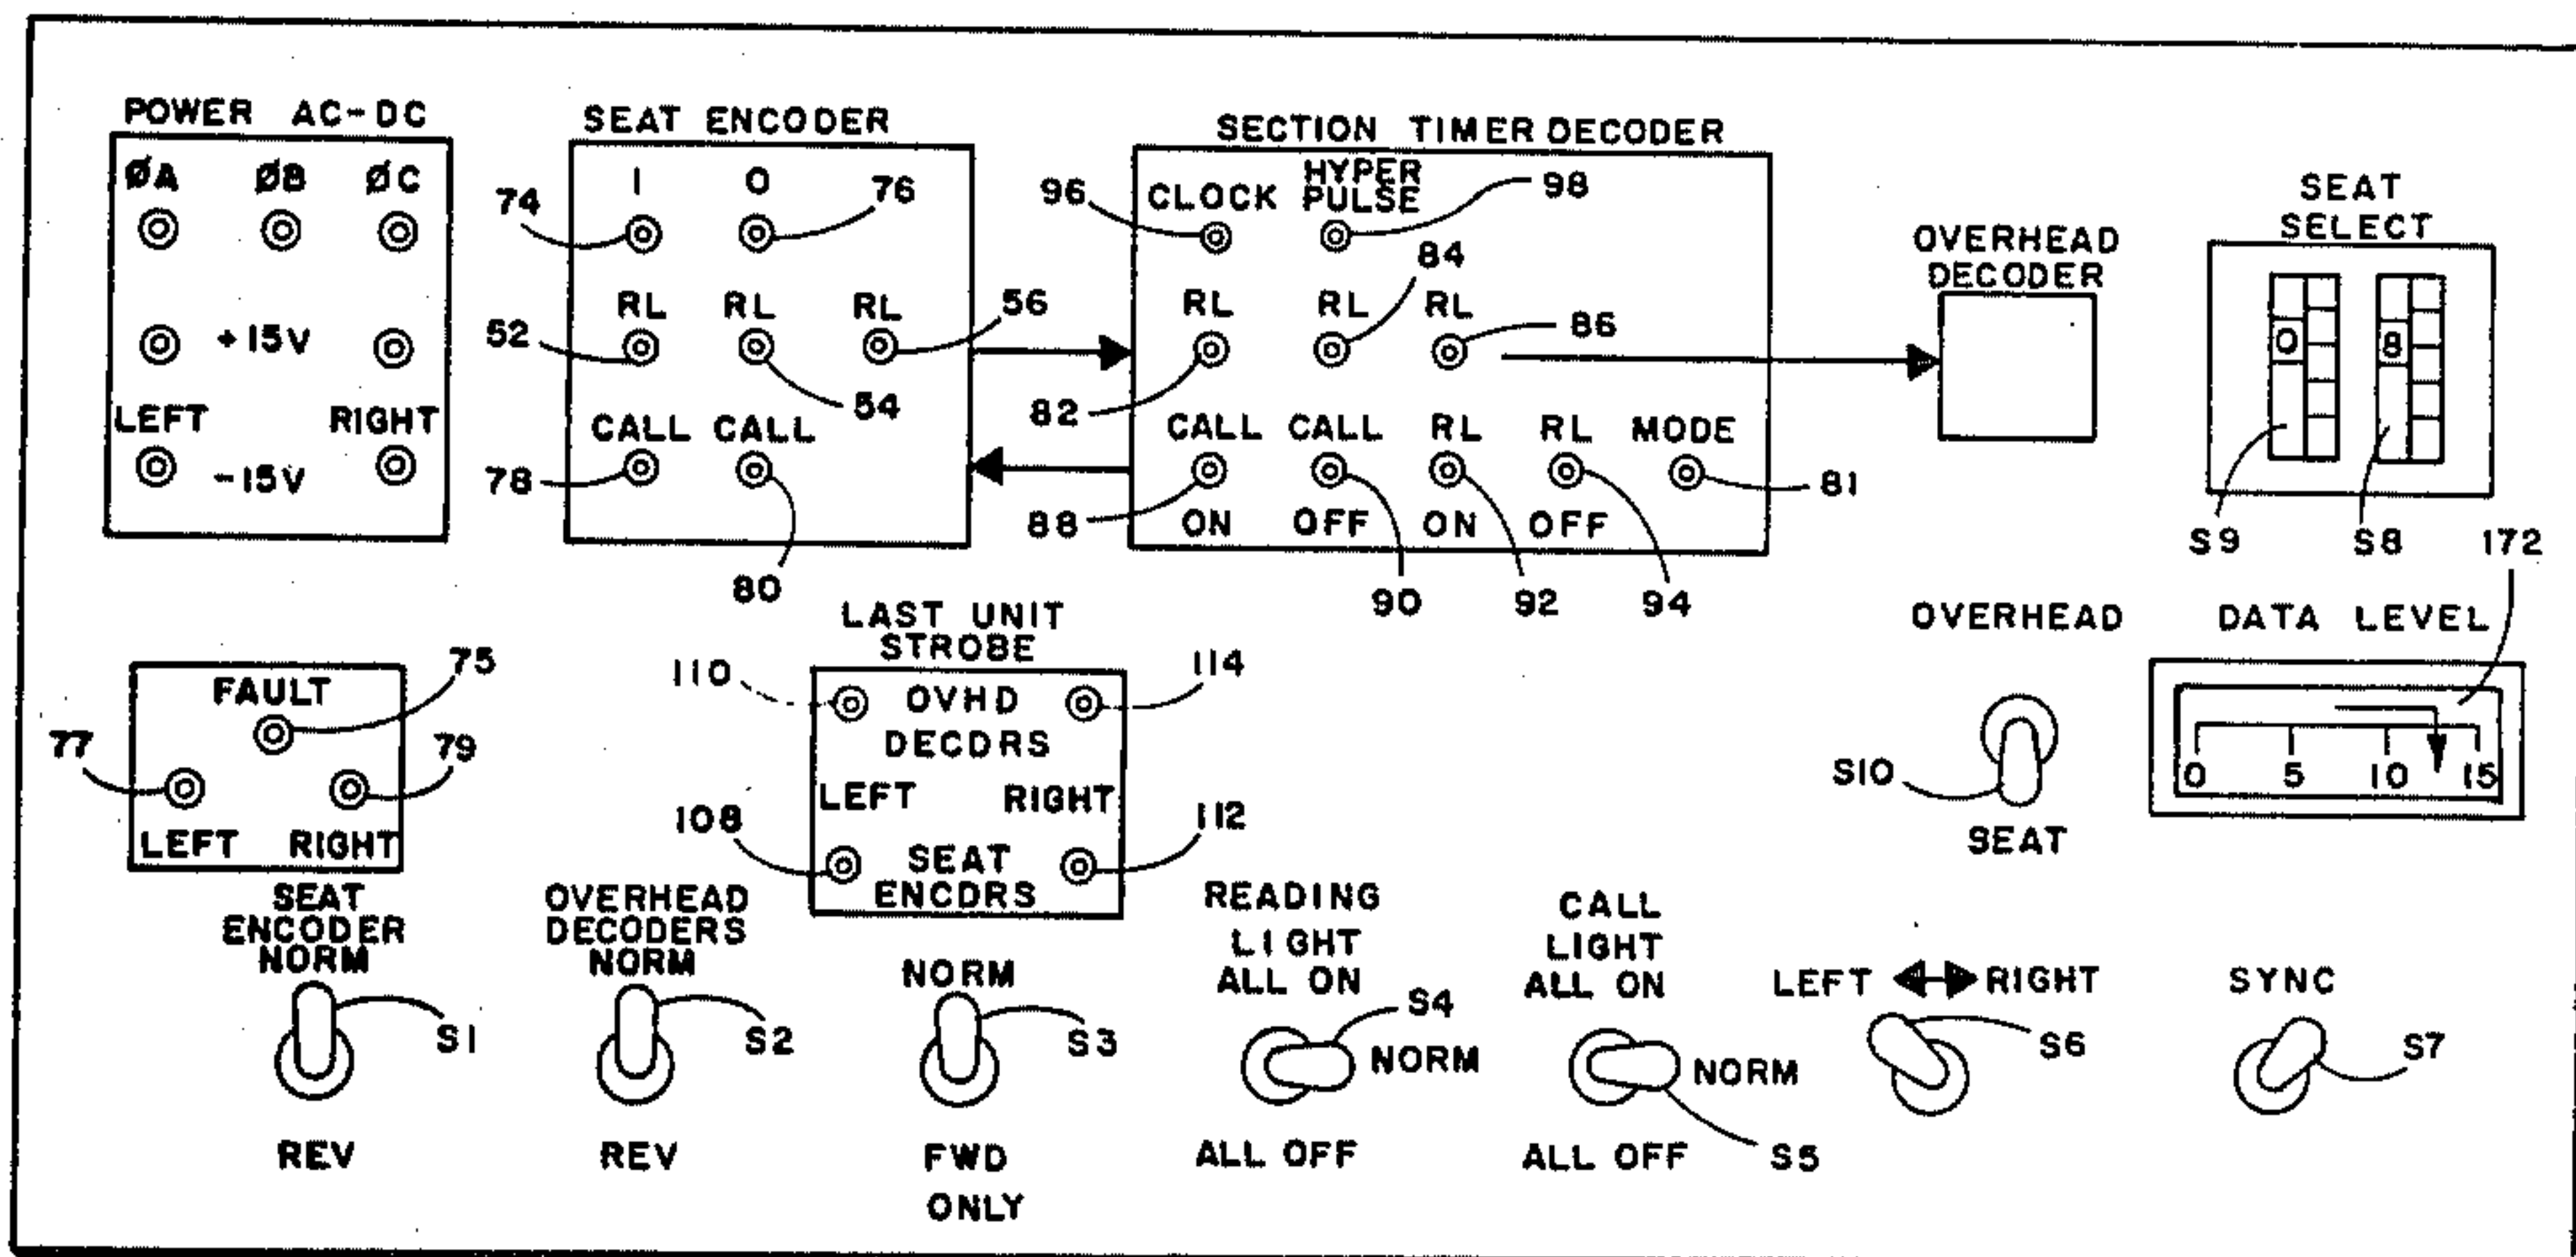 POWER AC-DC
ØA ØB ØC
+15V
LEFT RIGHT
-15V
SEAT ENCODER
74 I O 76
RL RL RL 56
52
54
CALL CALL
78
80
SECTION TIMER DECODER
96 CLOCK HYPER PULSE 98
84
RL RL RL 86
82
CALL CALL RL RL MODE
81
88 ON OFF ON OFF
90 92 94
OVERHEAD
DECODER
SEAT
SELECT
0 8
S9 S8 172
FAULT 75
77 79
LEFT RIGHT
LAST UNIT
STROBE
110 OVHD 114
DECDRS
LEFT RIGHT
108 112
SEAT
ENCDRS
OVERHEAD
S10
SEAT
DATA LEVEL
0 5 10 15
SEAT
ENCODER
NORM
S1
REV
OVERHEAD
DECODERS
NORM
S2
REV
NORM
S3
FWD
ONLY
READING
LIGHT
ALL ON
S4
NORM
ALL OFF
CALL
LIGHT
ALL ON
NORM
S5
ALL OFF
LEFT RIGHT
S6
SYNC
S7